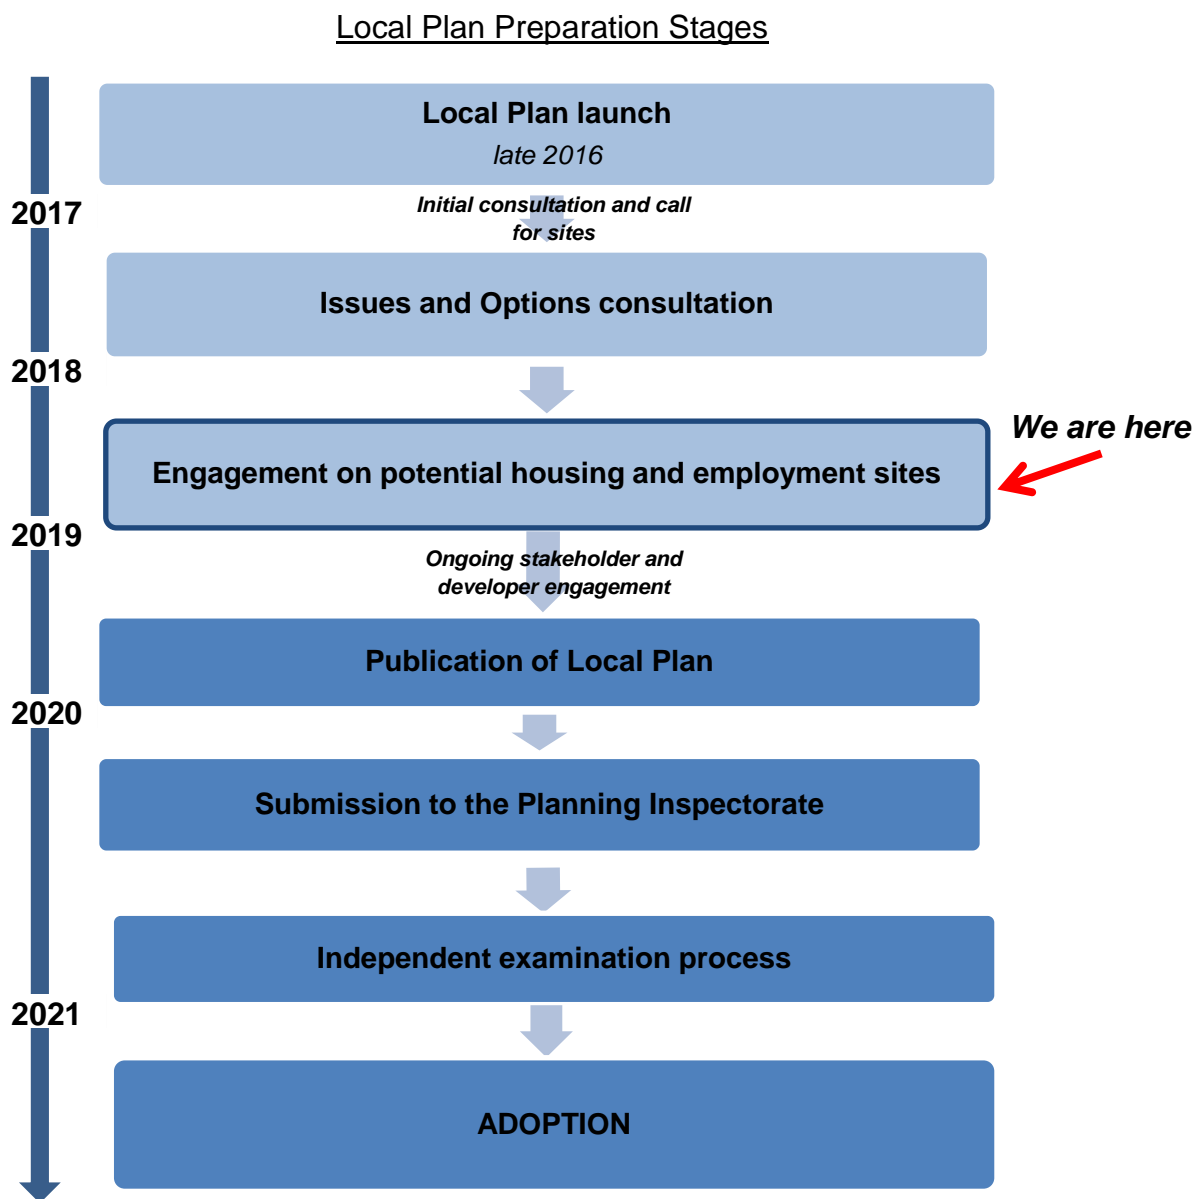 Local Plan Preparation Stages
Local Plan launch
late 2016
2017
Initial consultation and call
for sites
Issues and Options consultation
2018
We are here
Engagement on potential housing and employment sites
2019
Ongoing stakeholder and
developer engagement
Publication of Local Plan
2020
Submission to the Planning Inspectorate
Independent examination process
2021
ADOPTION